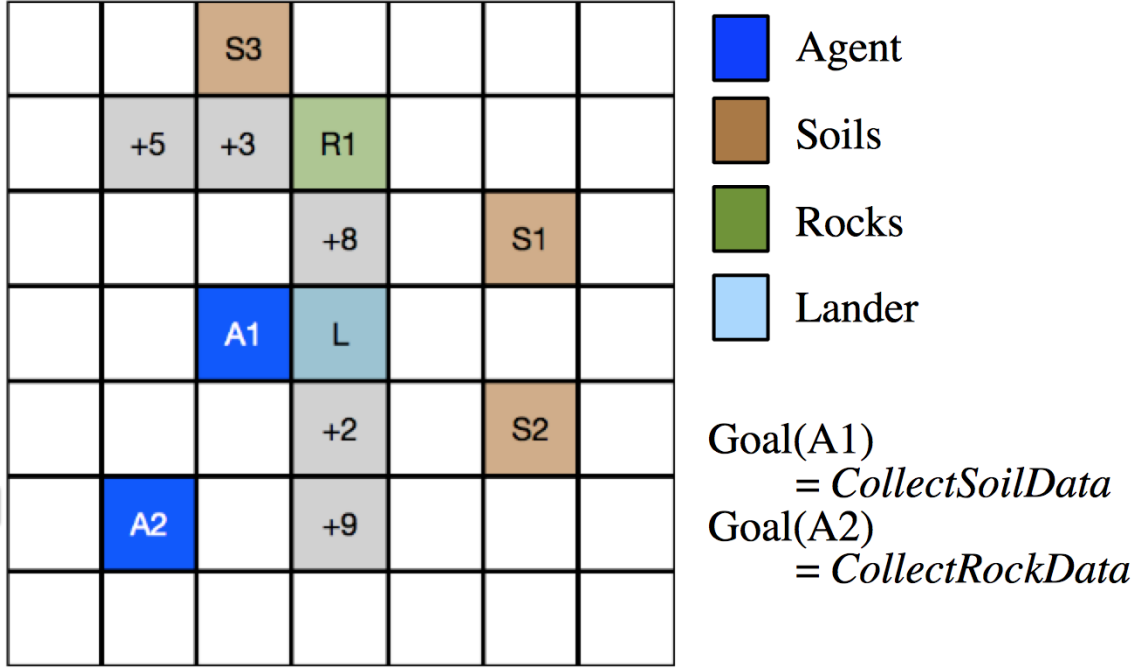 S3
+5 +3 R1
+8 S1
A1 L
+2 S2
A2 +9
Agent
Soils
Rocks
Lander
Goal(A1)
= CollectSoilData
Goal(A2)
= CollectRockData